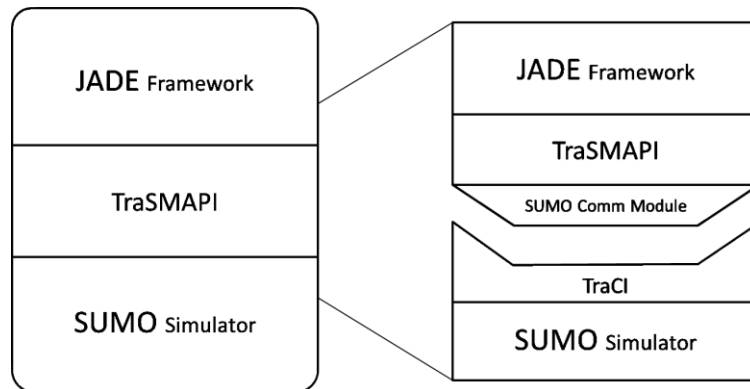 JADE Framework
TraSMAPI
SUMO Simulator
JADE Framework
TraSMAPI
SUMO Comm Module
TraCI
SUMO Simulator